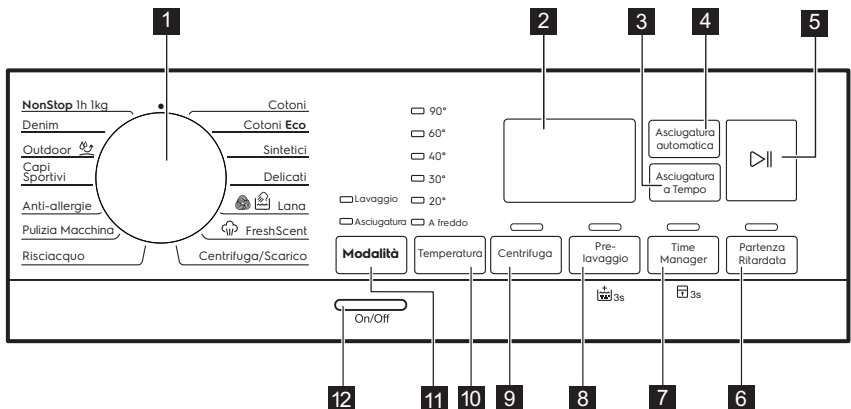 1
2
3
4
5
NonStop 1h 1kg
Denim
Outdoor
Capi
Sportivi
Anti-allergie
Pulizia Macchina
Risciacquo
Cotoni
Cotoni Eco
Sintetici
Delicati
Lana
FreshScent
Centrifuga/Scarico
90°
60°
40°
30°
Lavaggio 20°
Asciugatura A freddo
Asciugatura
automatica
Asciugatura
a Tempo
Modalità
Temperatura
Centrifuga
Pre-
lavaggio
Time
Manager
Partenza
Ritardata
3s
3s
On/Off
12
11
10
9
8
7
6